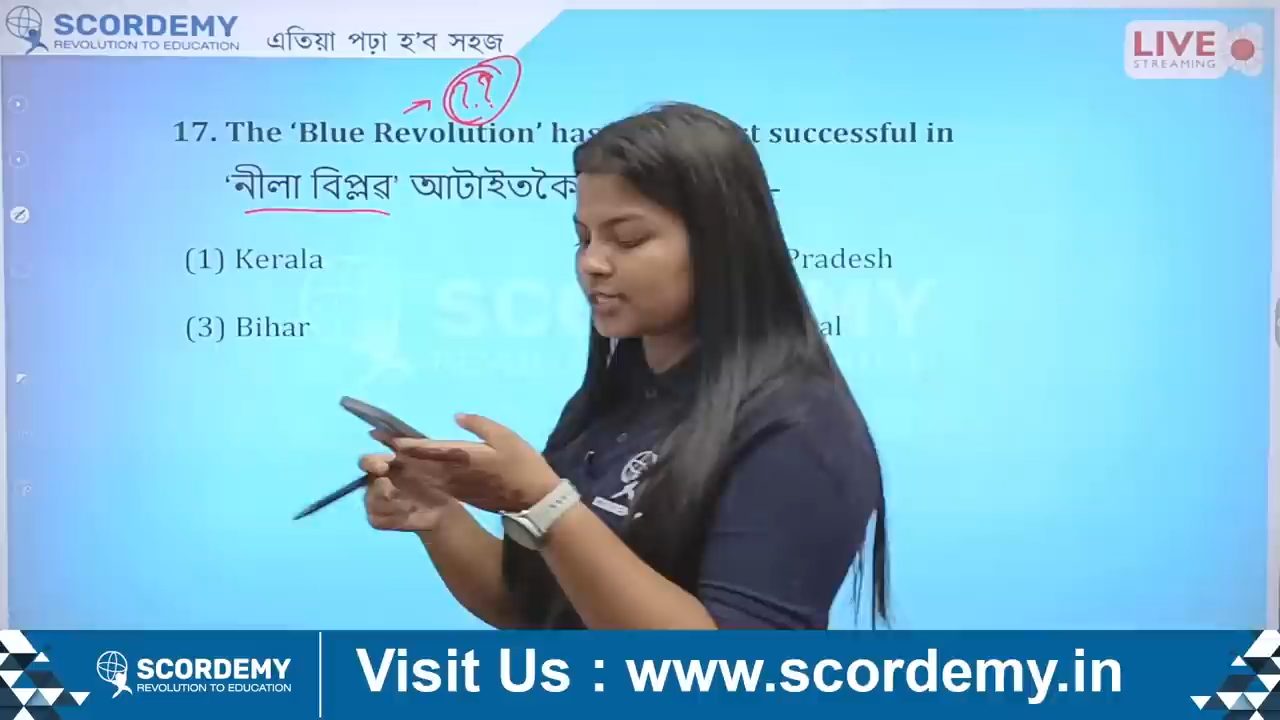 SCORDEMY
REVOLUTION TO EDUCATION
এতিয়া পঢ়া হ'ব সহজ
LIVE
STREAMING
??
17. The ‘Blue Revolution’ has successful in
‘নীলা বিপ্লৱ’ আটাইতকৈ
(1) Kerala Pradesh
(3) Bihar
SCORDEMY
REVOLUTION TO EDUCATION
Visit Us : www.scordemy.in